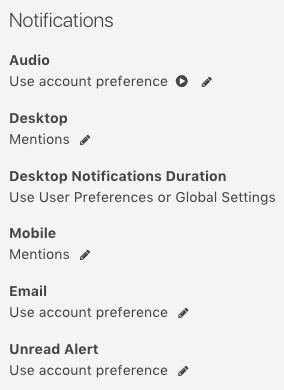 Notifications
Audio
Use account preference
Desktop
Mentions
Desktop Notifications Duration
Use User Preferences or Global Settings
Mobile
Mentions
Email
Use account preference
Unread Alert
Use account preference